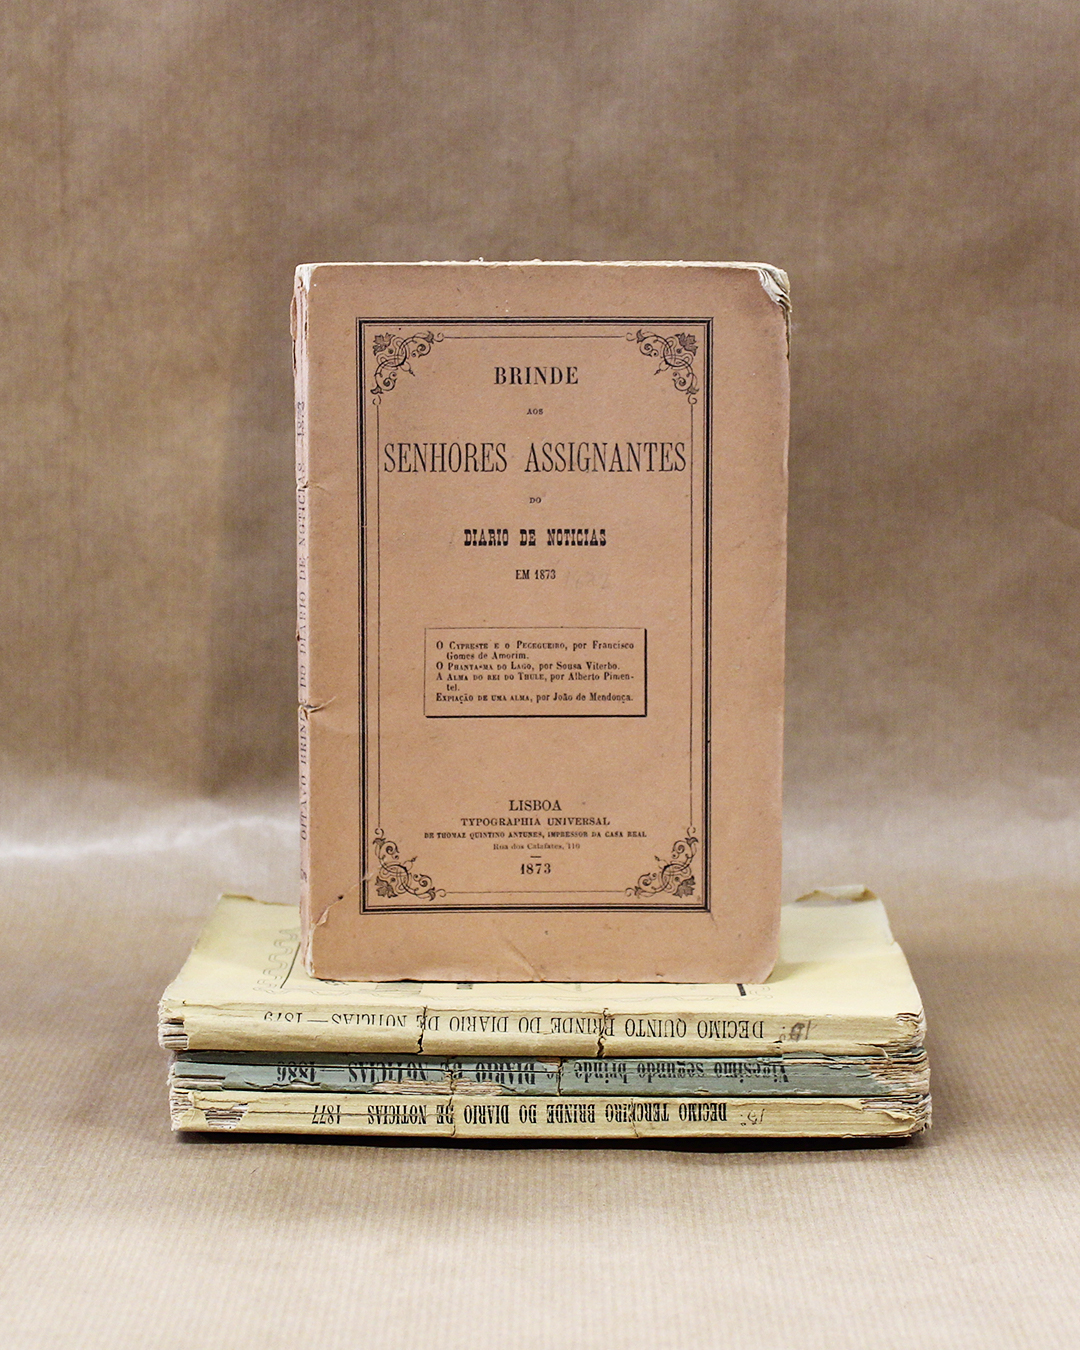 BRINDE
AOS
SENHORES ASSIGNANTES
DO
DIARIO DE NOTICIAS
EM 1873
O CYPRESTE E O PECEGUEIRO, por Francisco
Gomes de Amorim.
O PHANTASMA DO LAGO, por Sousa Viterbo.
A ALMA DO REI DO THULE, por Alberto Pimen-
tel.
EXPIAÇÃO DE UMA ALMA, por João de Mendonça.
LISBOA
TYPOGRAPHIA UNIVERSAL
DE THOMAZ QUINTINO ANTUNES, IMPRESSOR DA CASA REAL
Rua dos Calafates, 110
1873
OITAVO BRINDE DO DIARIO DE NOTICIAS
DECIMO QUINTO BRINDE DO DIARIO DE NOTICIAS—1879
Vigesimo segundo brinde DIARIO DE NOTICIAS 1886
DECIMO TERCEIRO BRINDE DO DIARIO DE NOTICIAS—1877